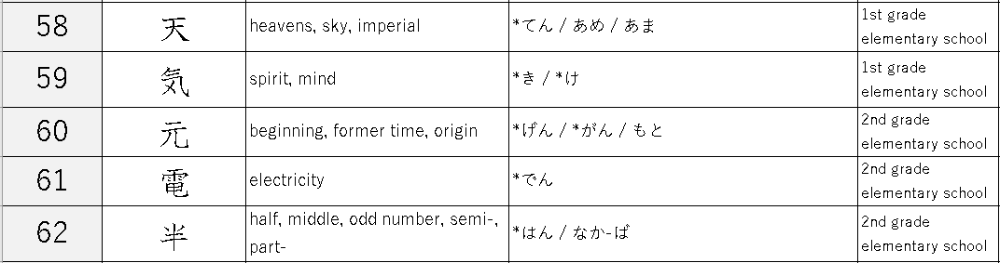 58 天 heavens, sky, imperial *てん / あめ / あま 1st grade elementary school
59 気 spirit, mind *き / *け 1st grade elementary school
60 元 beginning, former time, origin *げん / *がん / もと 2nd grade elementary school
61 電 electricity *でん 2nd grade elementary school
62 半 half, middle, odd number, semi-, part- *はん / なか-ば 2nd grade elementary school